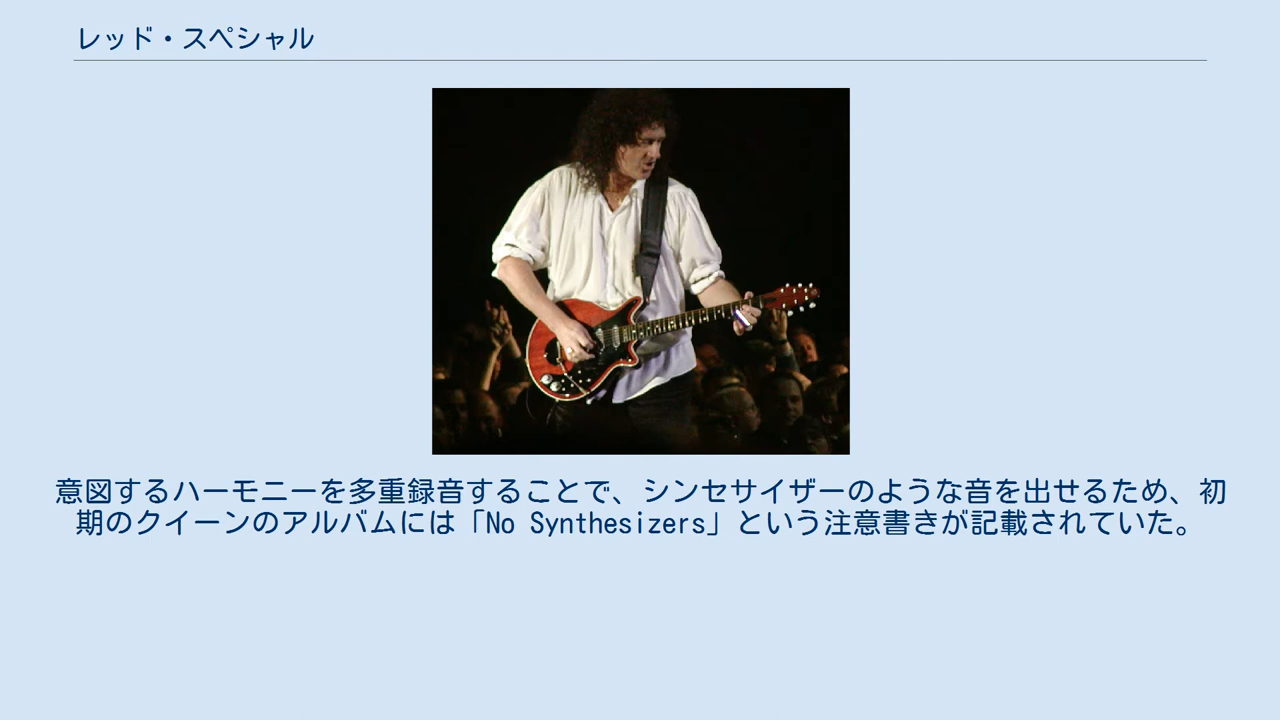 レッド・スペシャル
意図するハーモニーを多重録音することで、シンセサイザーのような音を出せるため、初
期のクイーンのアルバムには「No Synthesizers」という注意書きが記載されていた。